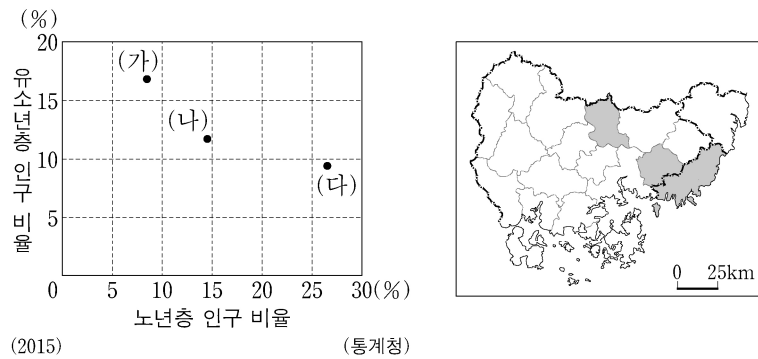 (%)
20
15
10
5
0 5 10 15 20 25 30(%)
유소년층 인구 비율
노년층 인구 비율
(가)
(나)
(다)
(2015) (통계청)
0 25km